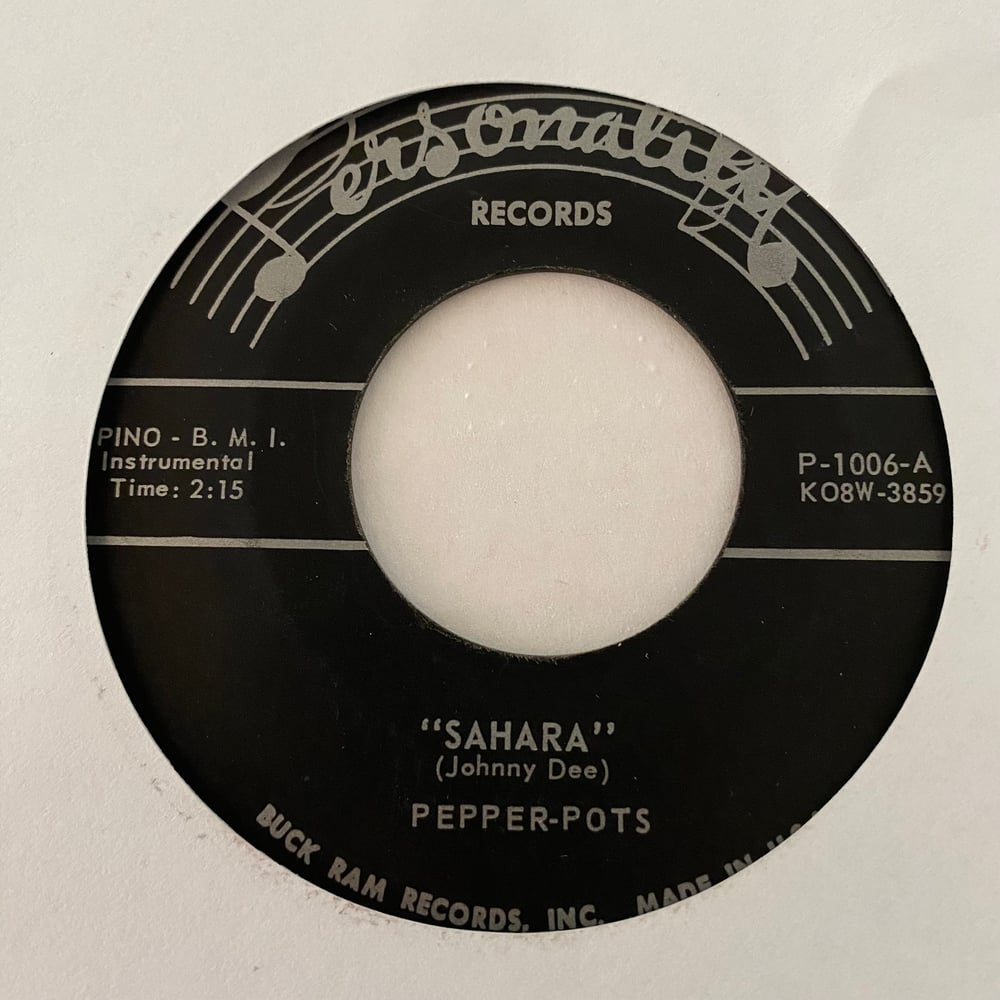 Personality
RECORDS
PINO - B. M. I.
Instrumental
Time: 2:15
P-1006-A
KO8W-3859
"SAHARA"
(Johnny Dee)
PEPPER-POTS
BUCK RAM RECORDS, INC. MADE IN U.S.